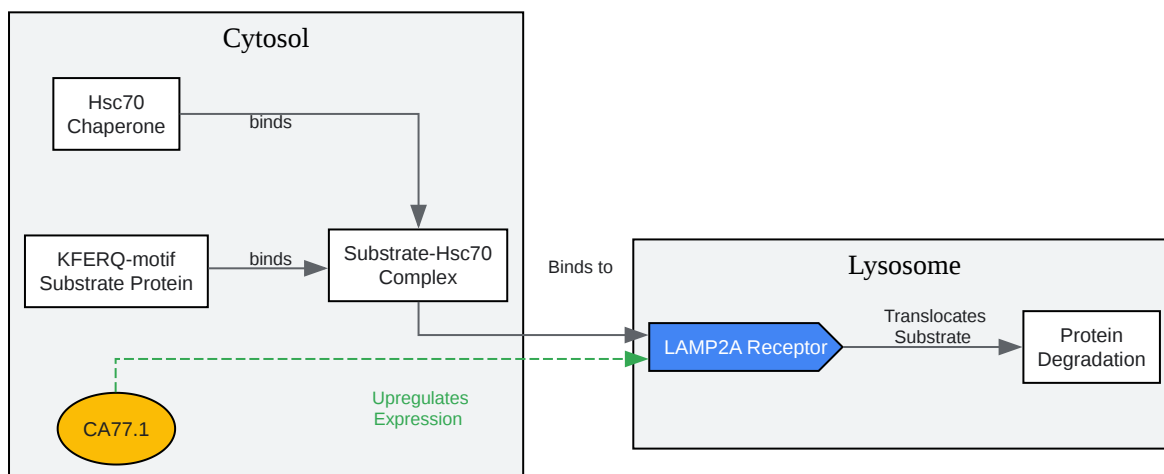 Cytosol
Hsc70
Chaperone
binds
KFERQ-motif
Substrate Protein
binds
Substrate-Hsc70
Complex
Binds to
Lysosome
LAMP2A Receptor
Translocates
Substrate
Protein
Degradation
Upregulates
Expression
CA77.1